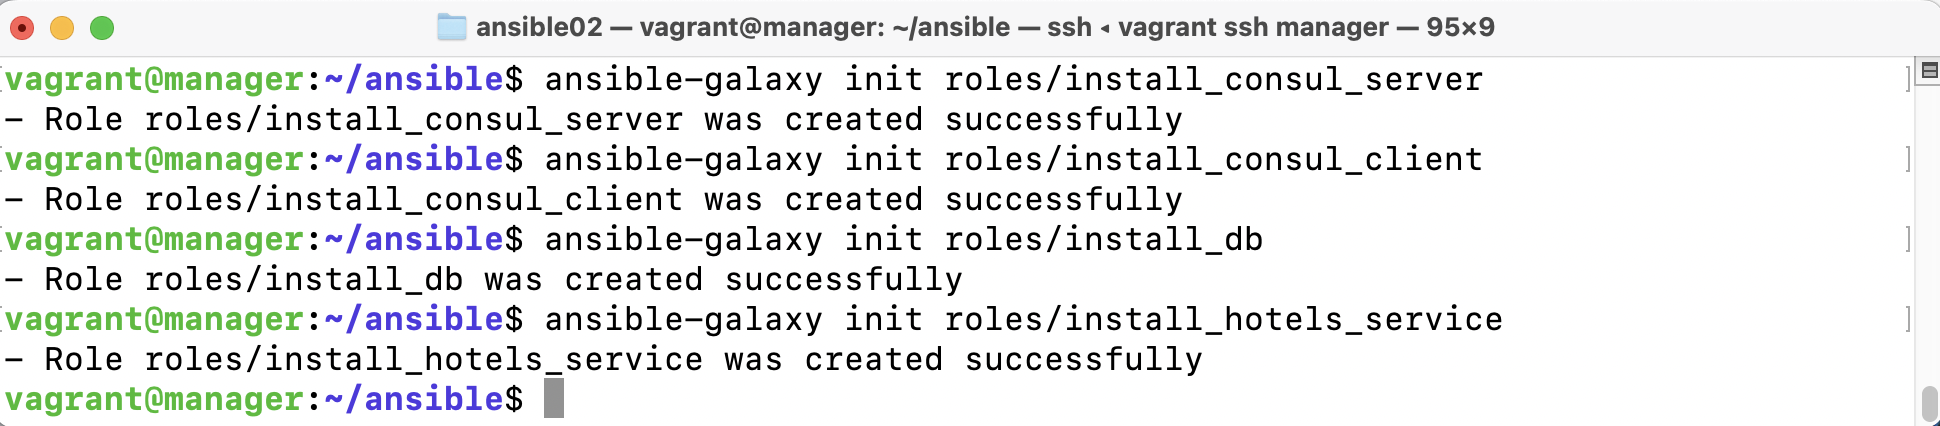 ansible02 — vagrant@manager: ~/ansible — ssh ◂ vagrant ssh manager — 95×9
[vagrant@manager:~/ansible$ ansible-galaxy init roles/install_consul_server ]
- Role roles/install_consul_server was created successfully
[vagrant@manager:~/ansible$ ansible-galaxy init roles/install_consul_client ]
- Role roles/install_consul_client was created successfully
[vagrant@manager:~/ansible$ ansible-galaxy init roles/install_db ]
- Role roles/install_db was created successfully
[vagrant@manager:~/ansible$ ansible-galaxy init roles/install_hotels_service ]
- Role roles/install_hotels_service was created successfully
vagrant@manager:~/ansible$